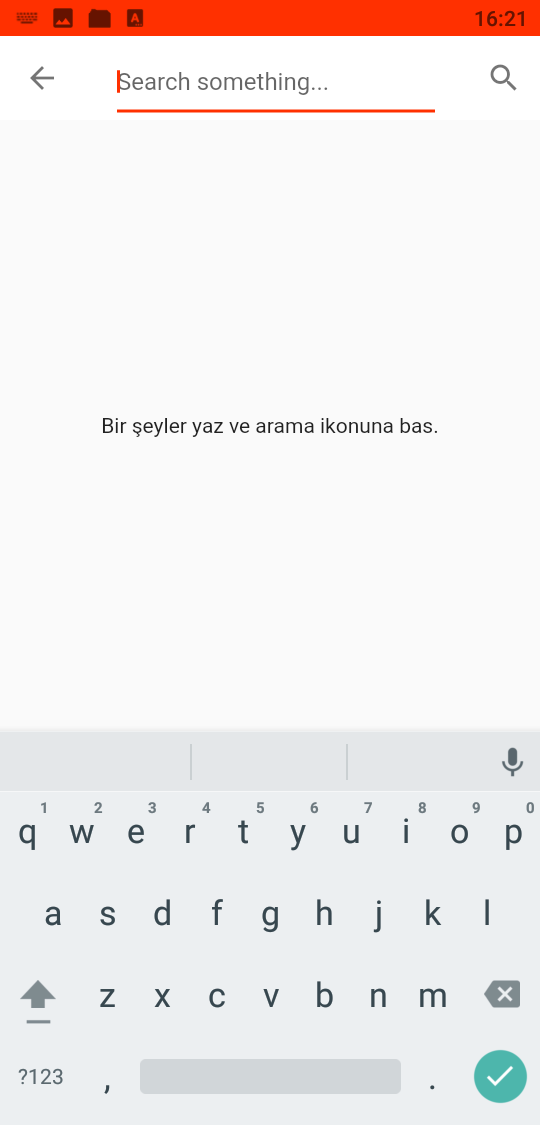 16:21
Search something...
Bir şeyler yaz ve arama ikonuna bas.
1 2 3 4 5 6 7 8 9 0
q w e r t y u i o p
a s d f g h j k l
z x c v b n m
?123 , .